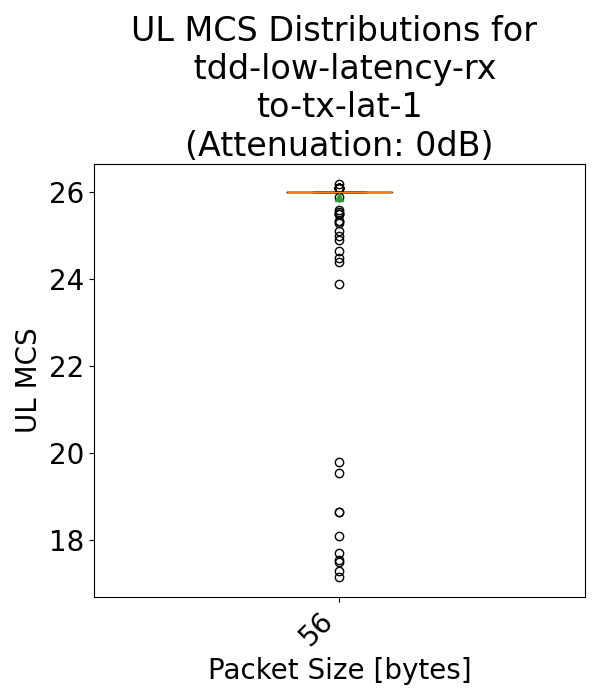 UL MCS Distributions for
tdd-low-latency-rx
to-tx-lat-1
(Attenuation: 0dB)
26
24
22
20
18
UL MCS
56
Packet Size [bytes]